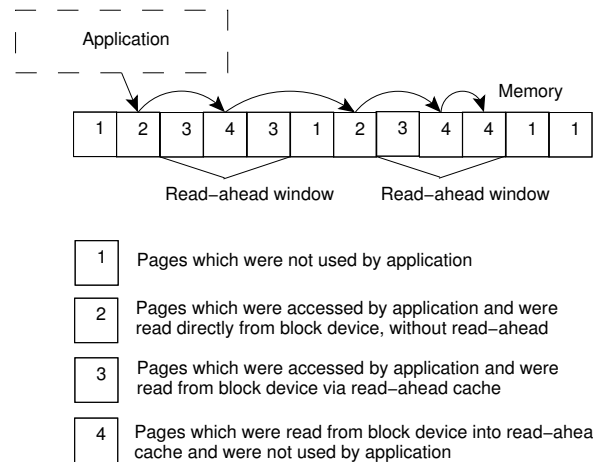 Application
Memory
1 2 3 4 3 1 2 3 4 4 1 1
Read−ahead window Read−ahead window
1 Pages which were not used by application
2 Pages which were accessed by application and were
read directly from block device, without read−ahead
3 Pages which were accessed by application and were
read from block device via read−ahead cache
4 Pages which were read from block device into read−ahea
cache and were not used by application